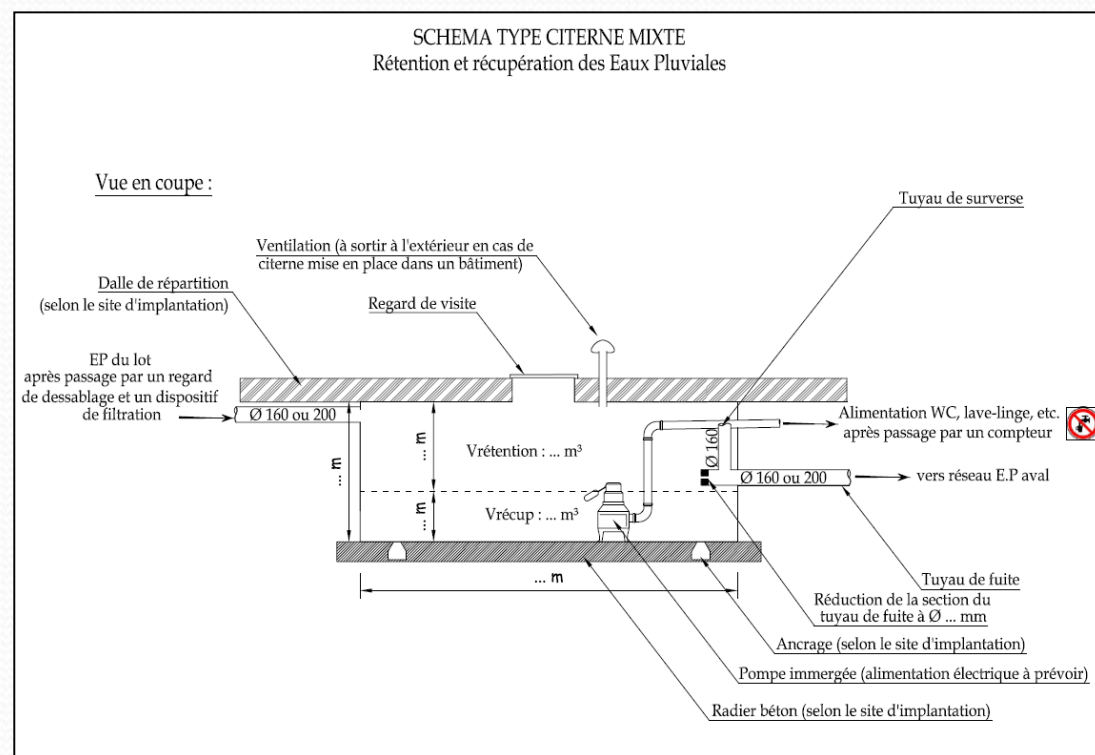 SCHEMA TYPE CITERNE MIXTE
Rétention et récupération des Eaux Pluviales
Vue en coupe :
Tuyau de surverse
Ventilation (à sortir à l'extérieur en cas de
citerne mise en place dans un bâtiment)
Dalle de répartition
(selon le site d'implantation)
Regard de visite
EP du lot
après passage par un regard
de dessablage et un dispositif
de filtration
Ø 160 ou 200
Alimentation WC, lave-linge, etc.
après passage par un compteur
... m
... m
Vrétention : ... m³
Ø 160
Ø 160 ou 200
vers réseau E.P aval
... m
Vrécup : ... m³
... m
Tuyau de fuite
Réduction de la section du
tuyau de fuite à Ø ... mm
Ancrage (selon le site d'implantation)
Pompe immergée (alimentation électrique à prévoir)
Radier béton (selon le site d'implantation)